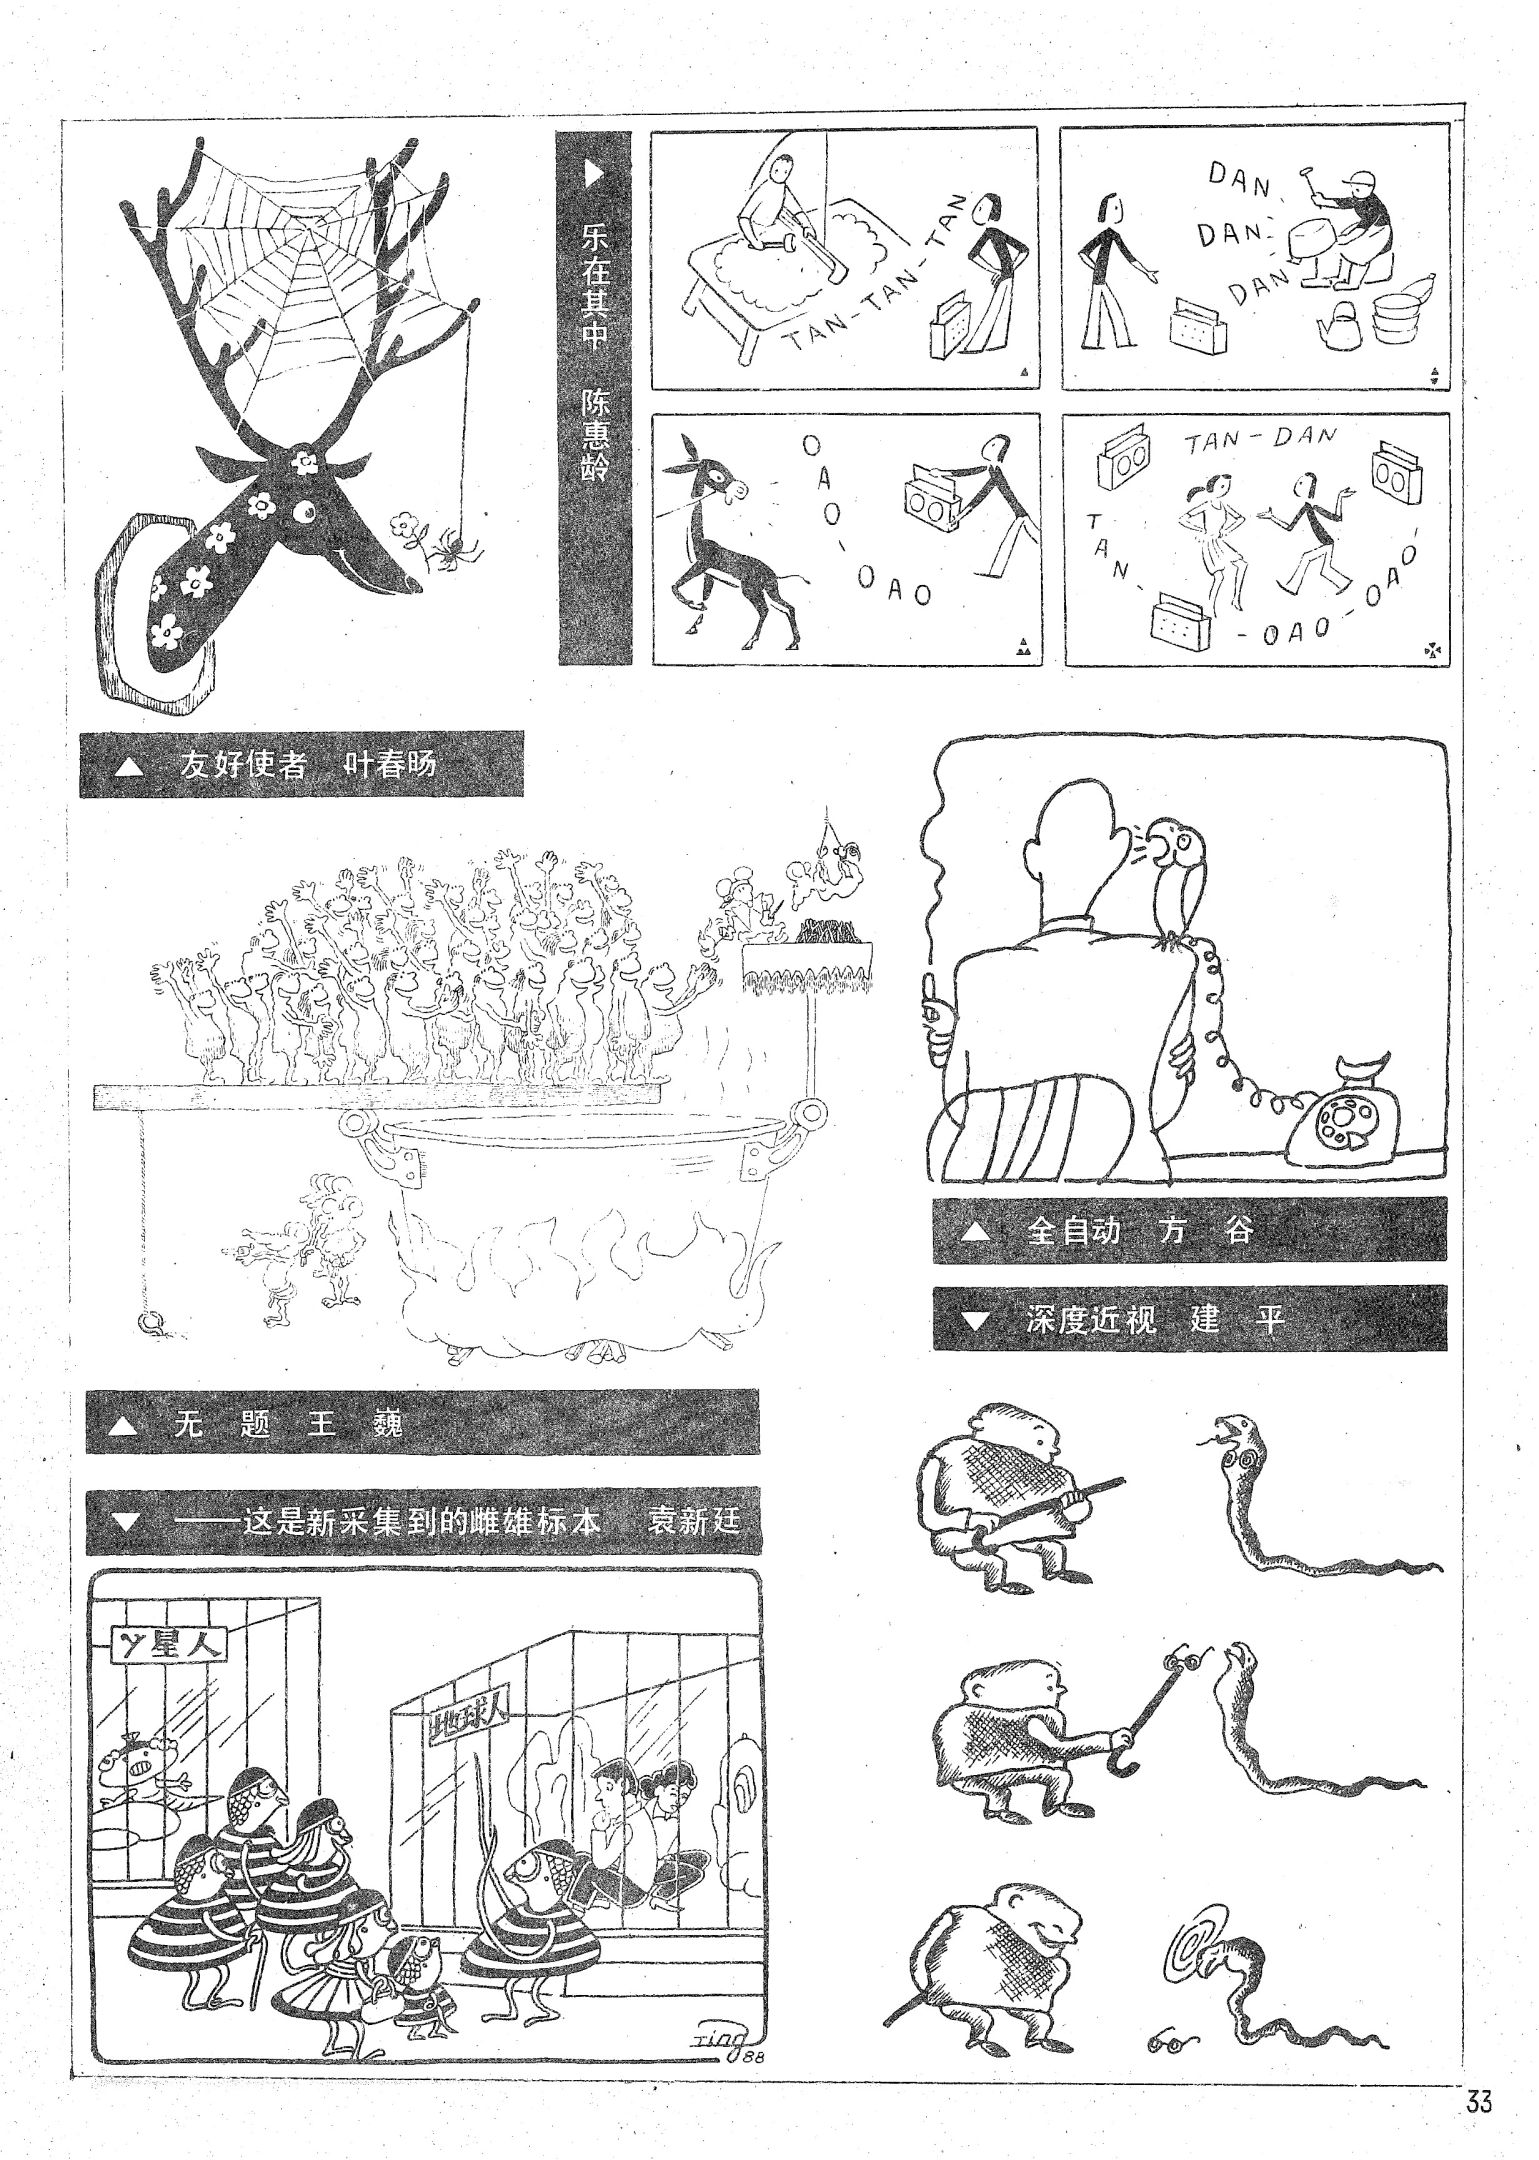 乐在其中 陈惠龄
TAN-TAN-TAN
DAN
DAN
DAN
OAO-OAO
TAN-DAN
TAN-
-OAO-OAO-
友好使者 叶春旸
全自动 方 谷
深度近视 建 平
无 题 王 巍
——这是新采集到的雌雄标本 袁新廷
Y星人
地球人
Xing
88
33